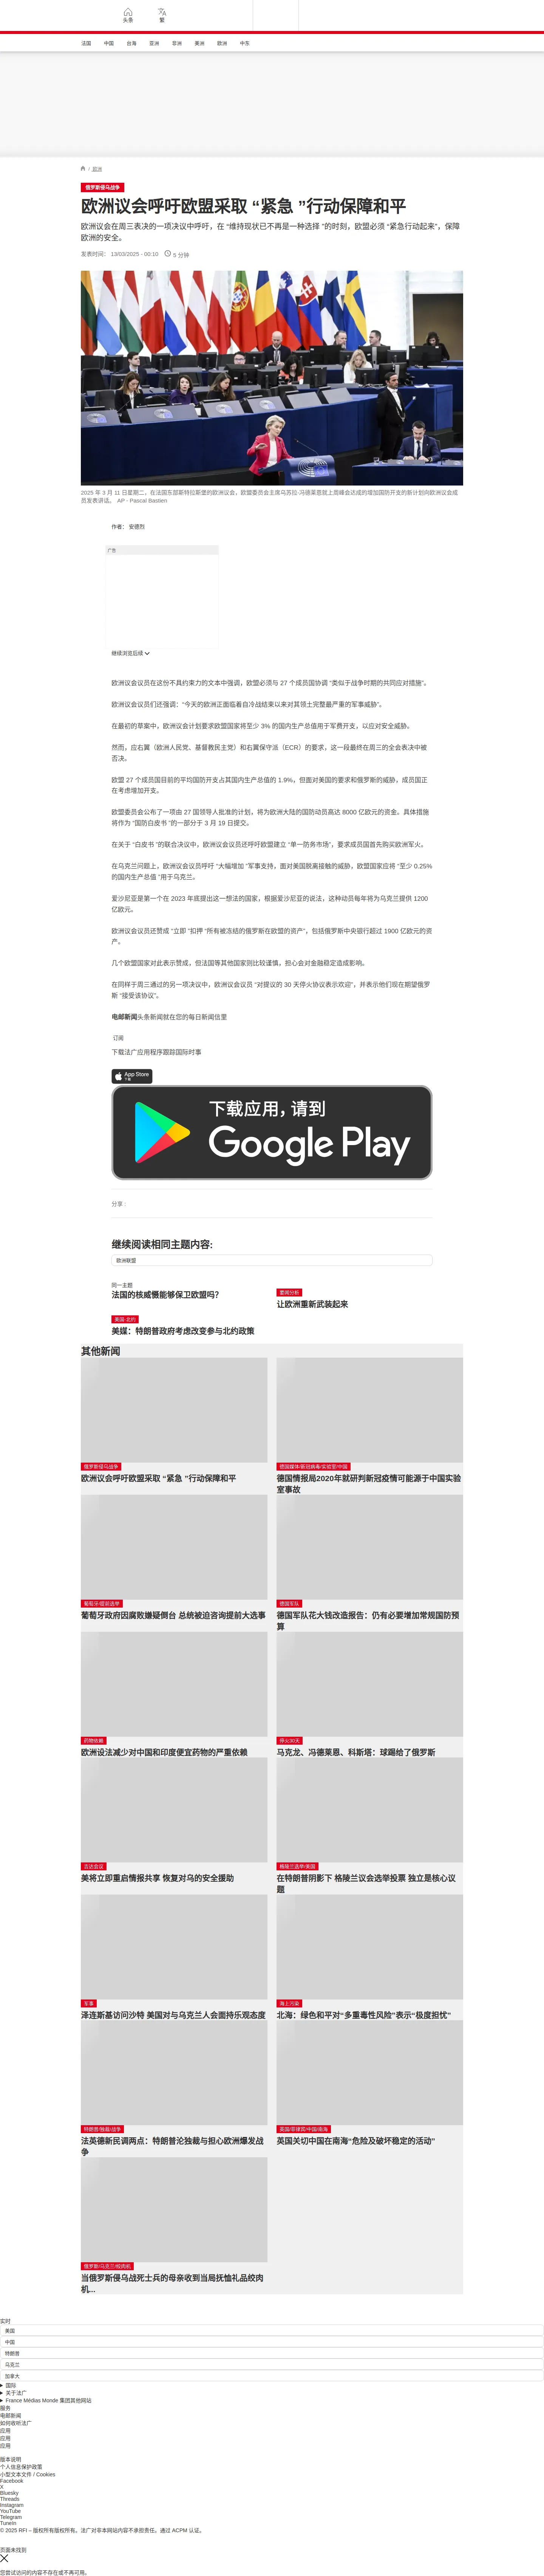 头条
繁
法国 中国 台海 亚洲 非洲 美洲 欧洲 中东
欧洲
俄罗斯侵乌战争
欧洲议会呼吁欧盟采取 “紧急 ”行动保障和平
欧洲议会在周三表决的一项决议中呼吁，在 “维持现状已不再是一种选择 ”的时刻，欧盟必须 “紧急行动起来”，保障
欧洲的安全。
发表时间： 13/03/2025 - 00:10 5 分钟
2025 年 3 月 11 日星期二，在法国东部斯特拉斯堡的欧洲议会，欧盟委员会主席乌苏拉-冯德莱恩就上周峰会达成的增加国防开支的新计划向欧洲议会成
员发表讲话。 AP - Pascal Bastien
作者： 安德烈
广告
继续浏览后续
欧洲议会议员在这份不具约束力的文本中强调，欧盟必须与 27 个成员国协调 “类似于战争时期的共同应对措施”。
欧洲议会议员们还强调：“今天的欧洲正面临着自冷战结束以来对其领土完整最严重的军事威胁”。
在最初的草案中，欧洲议会计划要求欧盟国家将至少 3% 的国内生产总值用于军费开支，以应对安全威胁。
然而，应右翼（欧洲人民党、基督教民主党）和右翼保守派（ECR）的要求，这一段最终在周三的全会表决中被
否决。
欧盟 27 个成员国目前的平均国防开支占其国内生产总值的 1.9%，但面对美国的要求和俄罗斯的威胁，成员国正
在考虑增加开支。
欧盟委员会公布了一项由 27 国领导人批准的计划，将为欧洲大陆的国防动员高达 8000 亿欧元的资金。具体措施
将作为 “国防白皮书 ”的一部分于 3 月 19 日提交。
在关于 “白皮书 ”的联合决议中，欧洲议会议员还呼吁欧盟建立 “单一防务市场”，要求成员国首先购买欧洲军火。
在乌克兰问题上，欧洲议会议员呼吁 “大幅增加 ”军事支持，面对美国脱离接触的威胁，欧盟国家应将 “至少 0.25%
的国内生产总值 ”用于乌克兰。
爱沙尼亚是第一个在 2023 年底提出这一想法的国家，根据爱沙尼亚的说法，这种动员每年将为乌克兰提供 1200
亿欧元。
欧洲议会议员还赞成 “立即 ”扣押 “所有被冻结的俄罗斯在欧盟的资产”，包括俄罗斯中央银行超过 1900 亿欧元的资
产。
几个欧盟国家对此表示赞成，但法国等其他国家则比较谨慎，担心会对金融稳定造成影响。
在同样于周三通过的另一项决议中，欧洲议会议员 “对提议的 30 天停火协议表示欢迎”，并表示他们现在期望俄罗
斯 “接受该协议”。
电邮新闻头条新闻就在您的每日新闻信里
订阅
下载法广应用程序跟踪国际时事
App Store
下载
下载应用，请到
Google Play
分享 :
继续阅读相同主题内容:
欧洲联盟
同一主题
法国的核威慑能够保卫欧盟吗？
要闻分析
让欧洲重新武装起来
美国-北约
美媒：特朗普政府考虑改变参与北约政策
其他新闻
俄罗斯侵乌战争
欧洲议会呼吁欧盟采取 “紧急 ”行动保障和平
德国媒体/新冠病毒/实验室/中国
德国情报局2020年就研判新冠疫情可能源于中国实验
室事故
葡萄牙/提前选举
葡萄牙政府因腐败嫌疑倒台 总统被迫咨询提前大选事
德国军队
德国军队花大钱改造报告：仍有必要增加常规国防预
算
药物依赖
欧洲设法减少对中国和印度便宜药物的严重依赖
停火30天
马克龙、冯德莱恩、科斯塔：球踢给了俄罗斯
吉达会议
美将立即重启情报共享 恢复对乌的安全援助
格陵兰选举/美国
在特朗普阴影下 格陵兰议会选举投票 独立是核心议
题
军事
泽连斯基访问沙特 美国对与乌克兰人会面持乐观态度
海上污染
北海：绿色和平对“多重毒性风险”表示“极度担忧”
特朗普/独裁/战争
法英德新民调两点：特朗普沦独裁与担心欧洲爆发战
争
英国/菲律宾/中国/南海
英国关切中国在南海“危险及破坏稳定的活动”
俄罗斯/乌克兰/绞肉机
当俄罗斯侵乌战死士兵的母亲收到当局抚恤礼品绞肉
机...
实时
美国
中国
特朗普
乌克兰
加拿大
国际
关于法广
France Médias Monde 集团其他网站
服务
电邮新闻
如何收听法广
应用
应用
应用
版本说明
个人信息保护政策
小型文本文件 / Cookies
Facebook
X
Bluesky
Threads
Instagram
YouTube
Telegram
TuneIn
© 2025 RFI – 版权所有版权所有。法广对非本网站内容不承担责任。通过 ACPM 认证。
页面未找到
您尝试访问的内容不存在或不再可用。